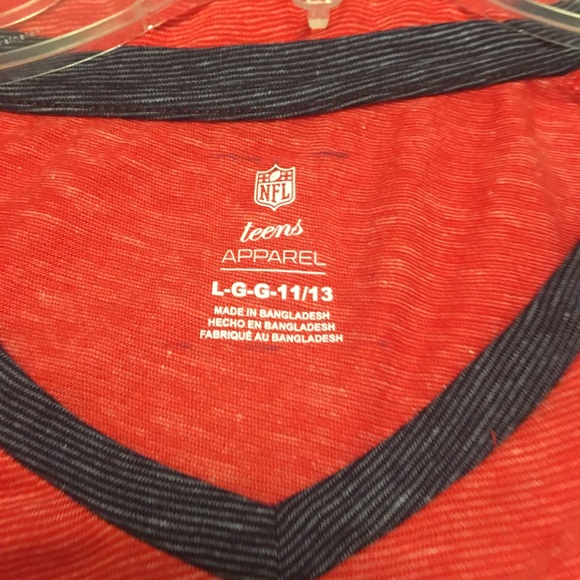 NFL
teens
APPAREL
L-G-G-11/13
MADE IN BANGLADESH
HECHO EN BANGLADESH
FABRIQUÉ AU BANGLADESH